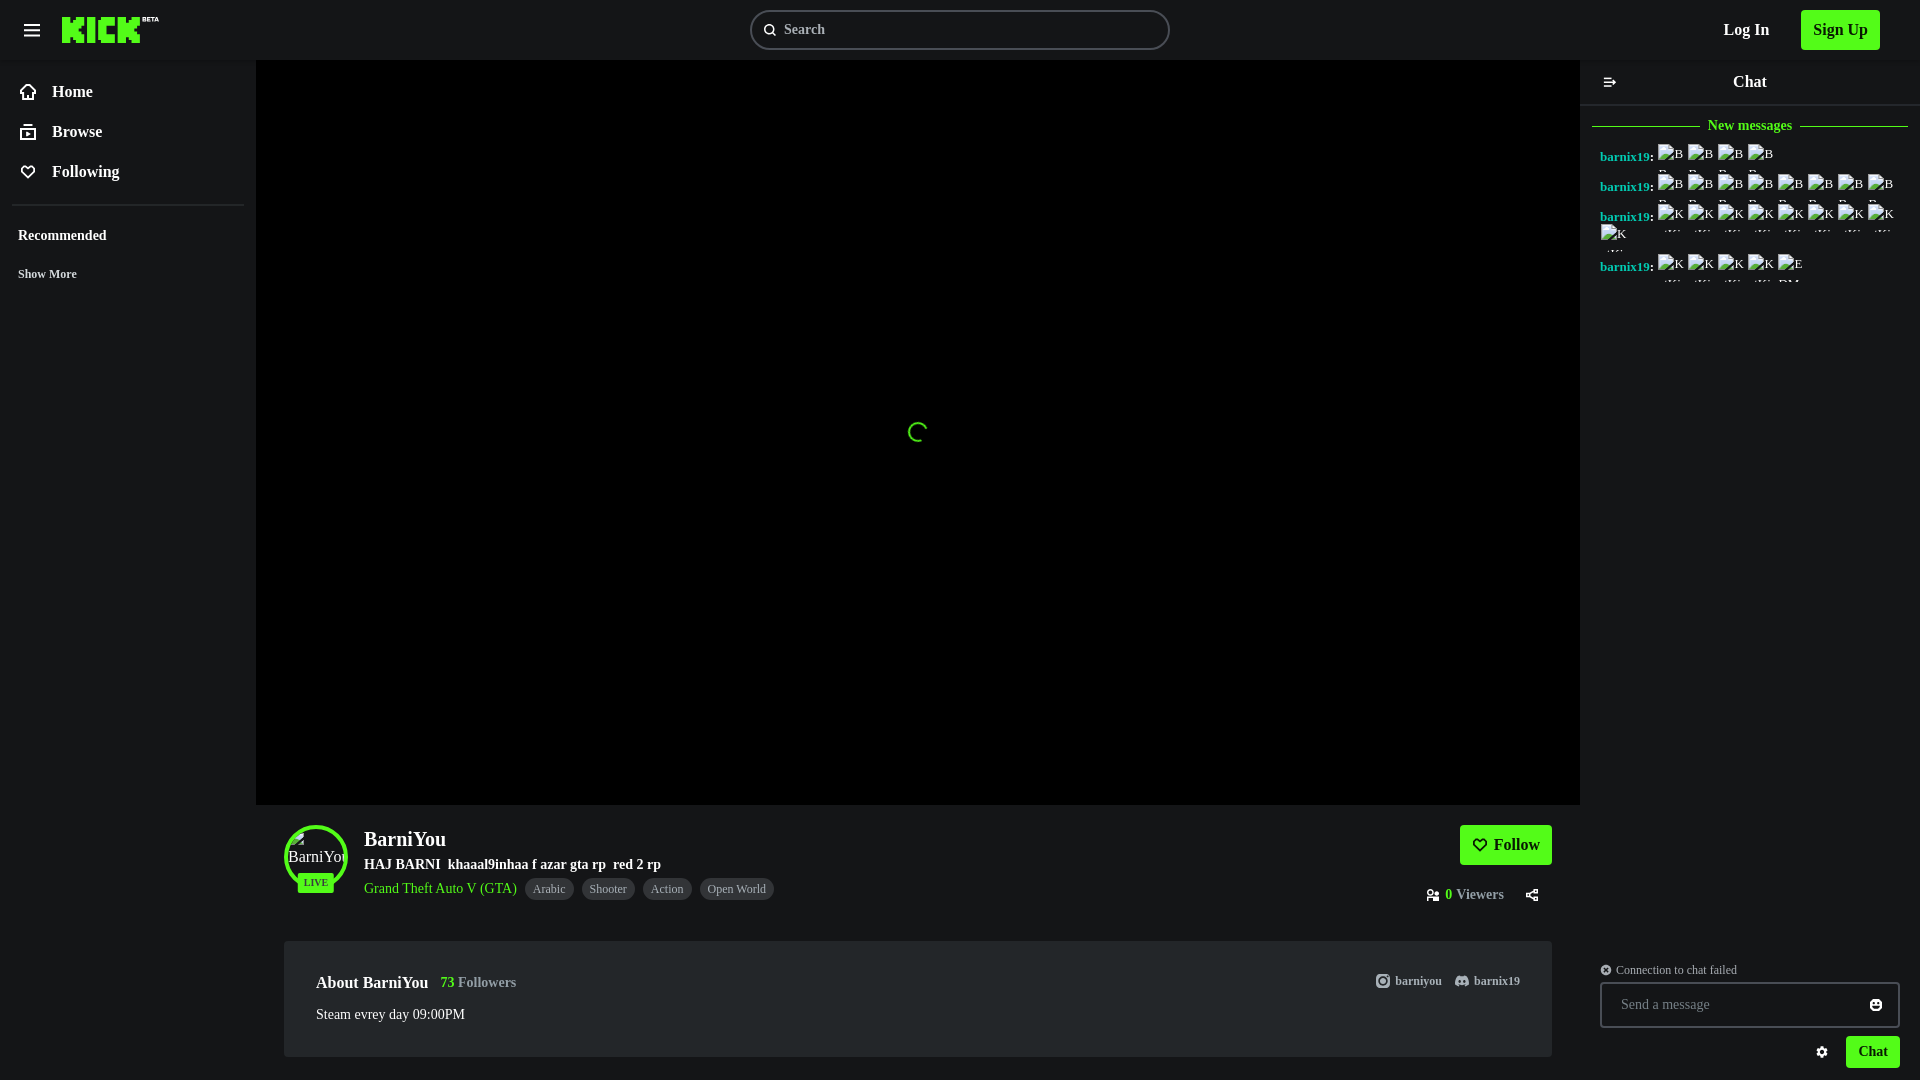 KICK BETA
Search
Log In
Sign Up
Home
Browse
Following
Recommended
Show More
Chat
New messages
barnix19: B B B B
barnix19: B B B B B B B B
barnix19: K K K K K K K K
K
barnix19: K K K K E
BarniYou
LIVE
BarniYou
HAJ BARNI khaaal9inhaa f azar gta rp red 2 rp
Grand Theft Auto V (GTA) Arabic Shooter Action Open World
Follow
0 Viewers
About BarniYou 73 Followers
barniyou barnix19
Steam evrey day 09:00PM
Connection to chat failed
Send a message
Chat